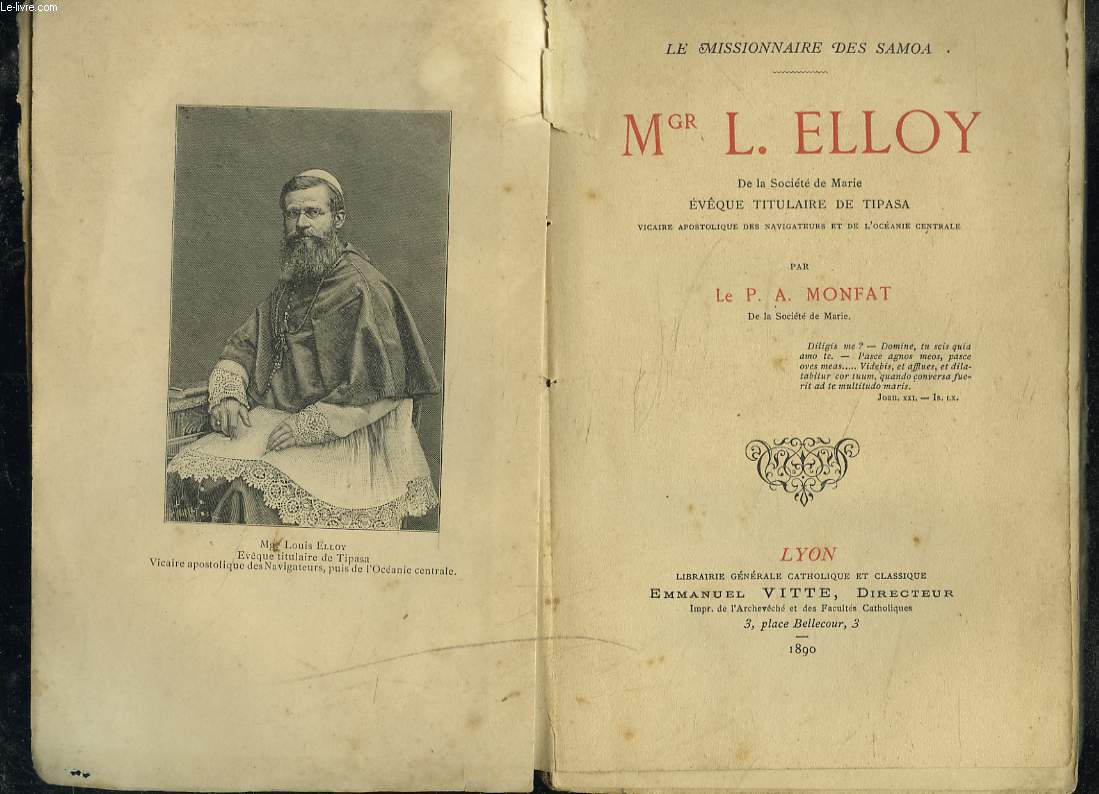 Le-livre.com
Mgr Louis ELLOY
Evêque titulaire de Tipasa
Vicaire apostolique des Navigateurs, puis de l'Océanie centrale.
LE MISSIONNAIRE DES SAMOA
MGR L. ELLOY
De la Société de Marie
ÉVÊQUE TITULAIRE DE TIPASA
VICAIRE APOSTOLIQUE DES NAVIGATEURS ET DE L'OCÉANIE CENTRALE
PAR
Le P. A. MONFAT
De la Société de Marie.
Diligis me ? — Domine, tu scis quia
amo te. — Pasce agnos meos, pasce
oves meas..... Videbis, et afflues, et dila-
tabitur cor tuum, quando conversa fue-
rit ad te multitudo maris.
Joan. XXI. — Is. LX.
LYON
LIBRAIRIE GÉNÉRALE CATHOLIQUE ET CLASSIQUE
EMMANUEL VITTE, DIRECTEUR
Impr. de l'Archevêché et des Facultés Catholiques
3, place Bellecour, 3
1890